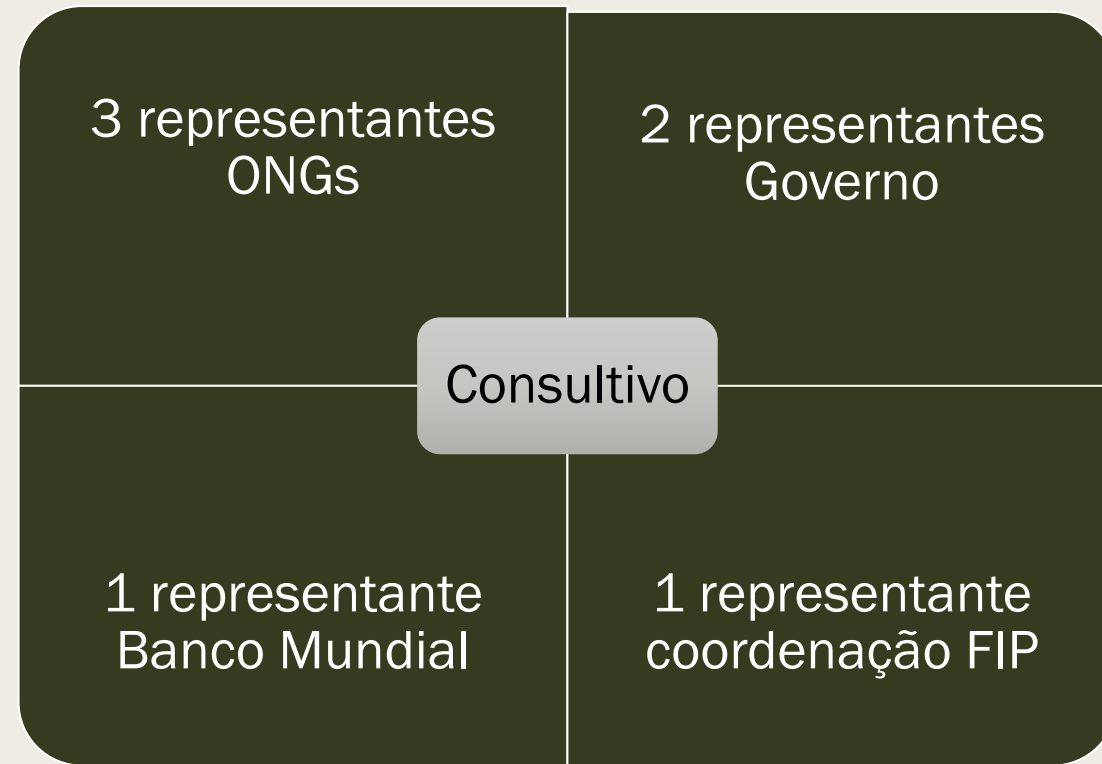 3 representantes
ONGs
2 representantes
Governo
Consultivo
1 representante
Banco Mundial
1 representante
coordenação FIP